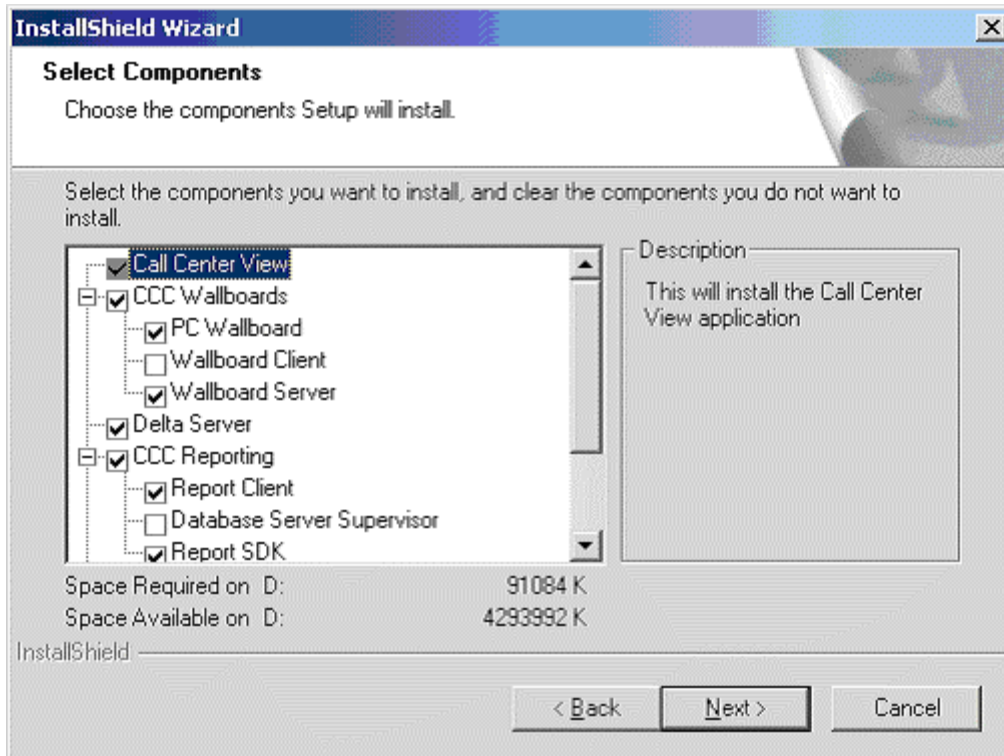 InstallShield Wizard
Select Components
Choose the components Setup will install.
Select the components you want to install, and clear the components you do not want to
install.
Call Center View
CCC Wallboards
PC Wallboard
Wallboard Client
Wallboard Server
Delta Server
CCC Reporting
Report Client
Database Server Supervisor
Report SDK
Description
This will install the Call Center
View application
Space Required on D:
91084 K
Space Available on D:
4293992 K
InstallShield
< Back
Next >
Cancel